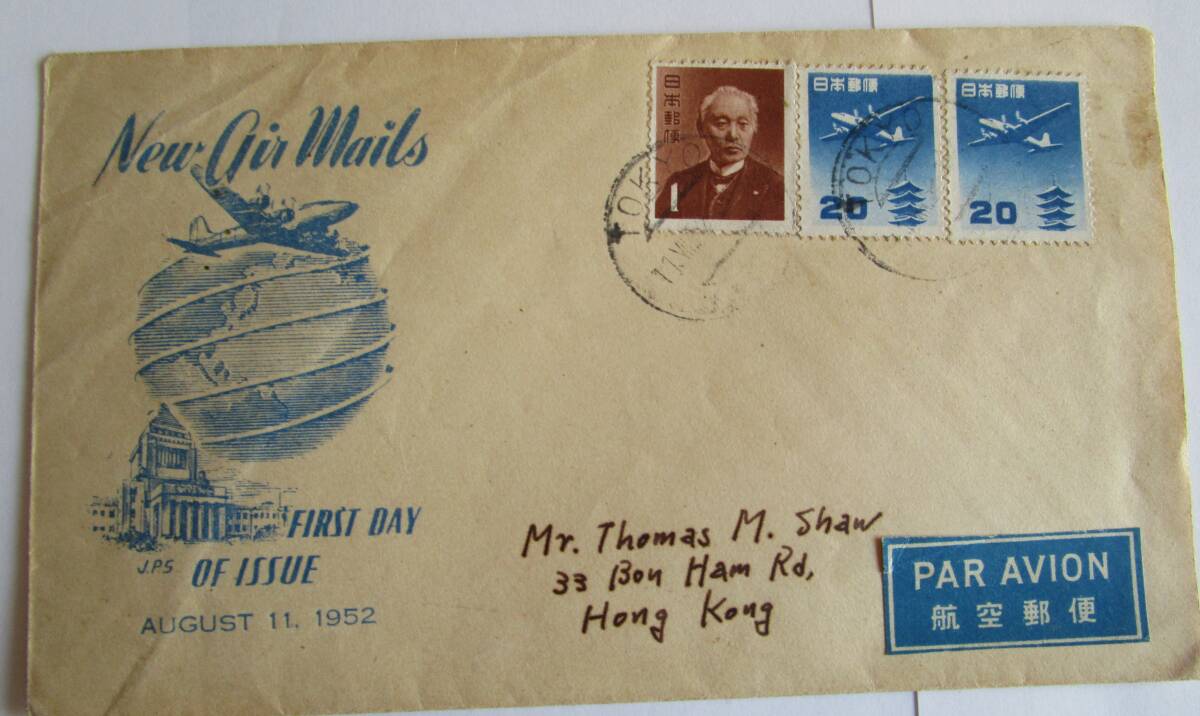 New Air Mails
FIRST DAY
J.P.S OF ISSUE
AUGUST 11, 1952
日本郵便
1
日本郵便
20
日本郵便
20
TOKYO
TOKYO
Mr. Thomas M. Shaw
33 Bon Ham Rd,
Hong Kong
PAR AVION
航空郵便